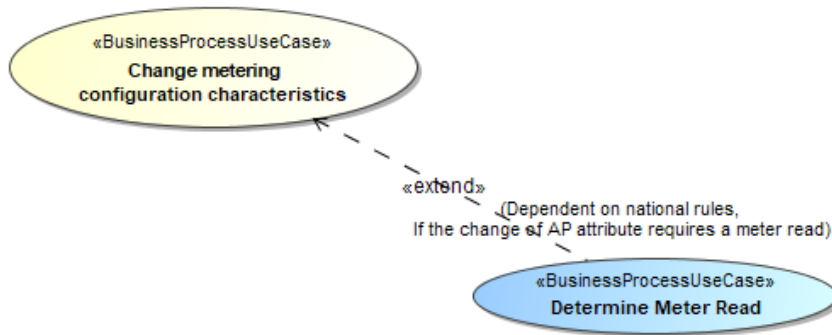 «BusinessProcessUseCase»
Change metering
configuration characteristics
«extend»
(Dependent on national rules,
If the change of AP attribute requires a meter read)
«BusinessProcessUseCase»
Determine Meter Read